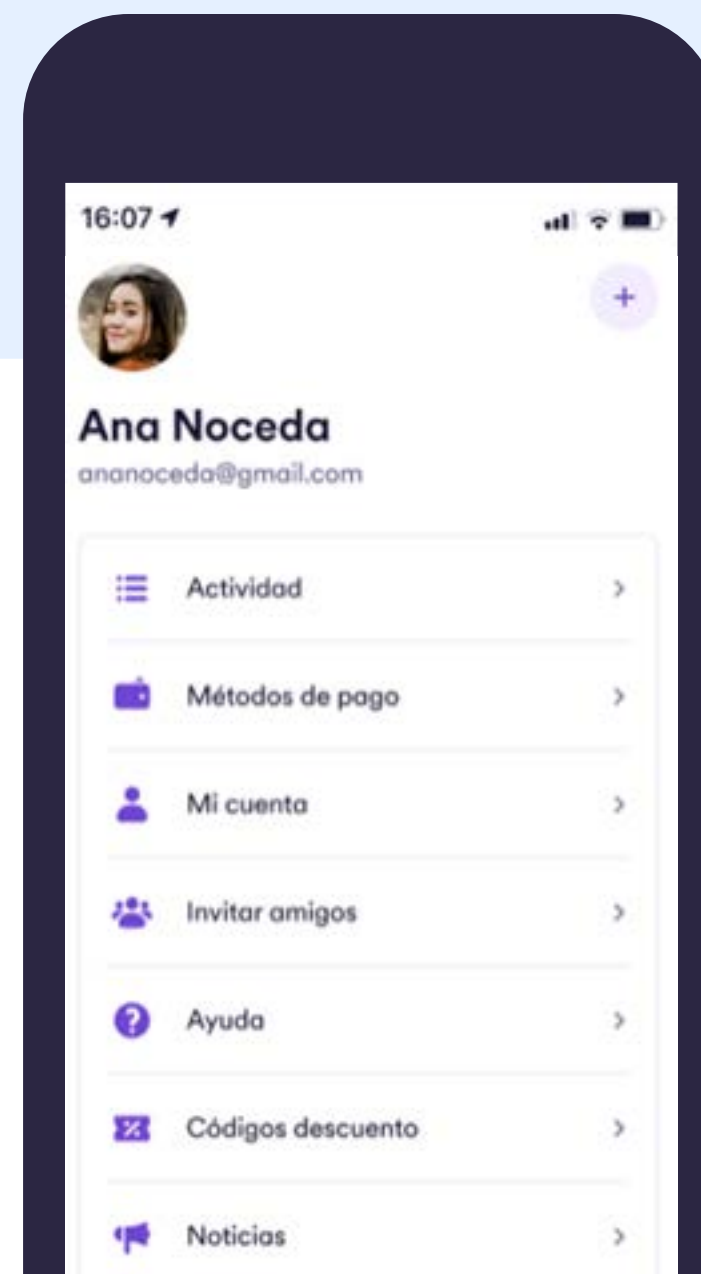 16:07
+
Ana Noceda
ananoceda@gmail.com
Actividad
Métodos de pago
Mi cuenta
Invitar amigos
Ayuda
Códigos descuento
Noticias